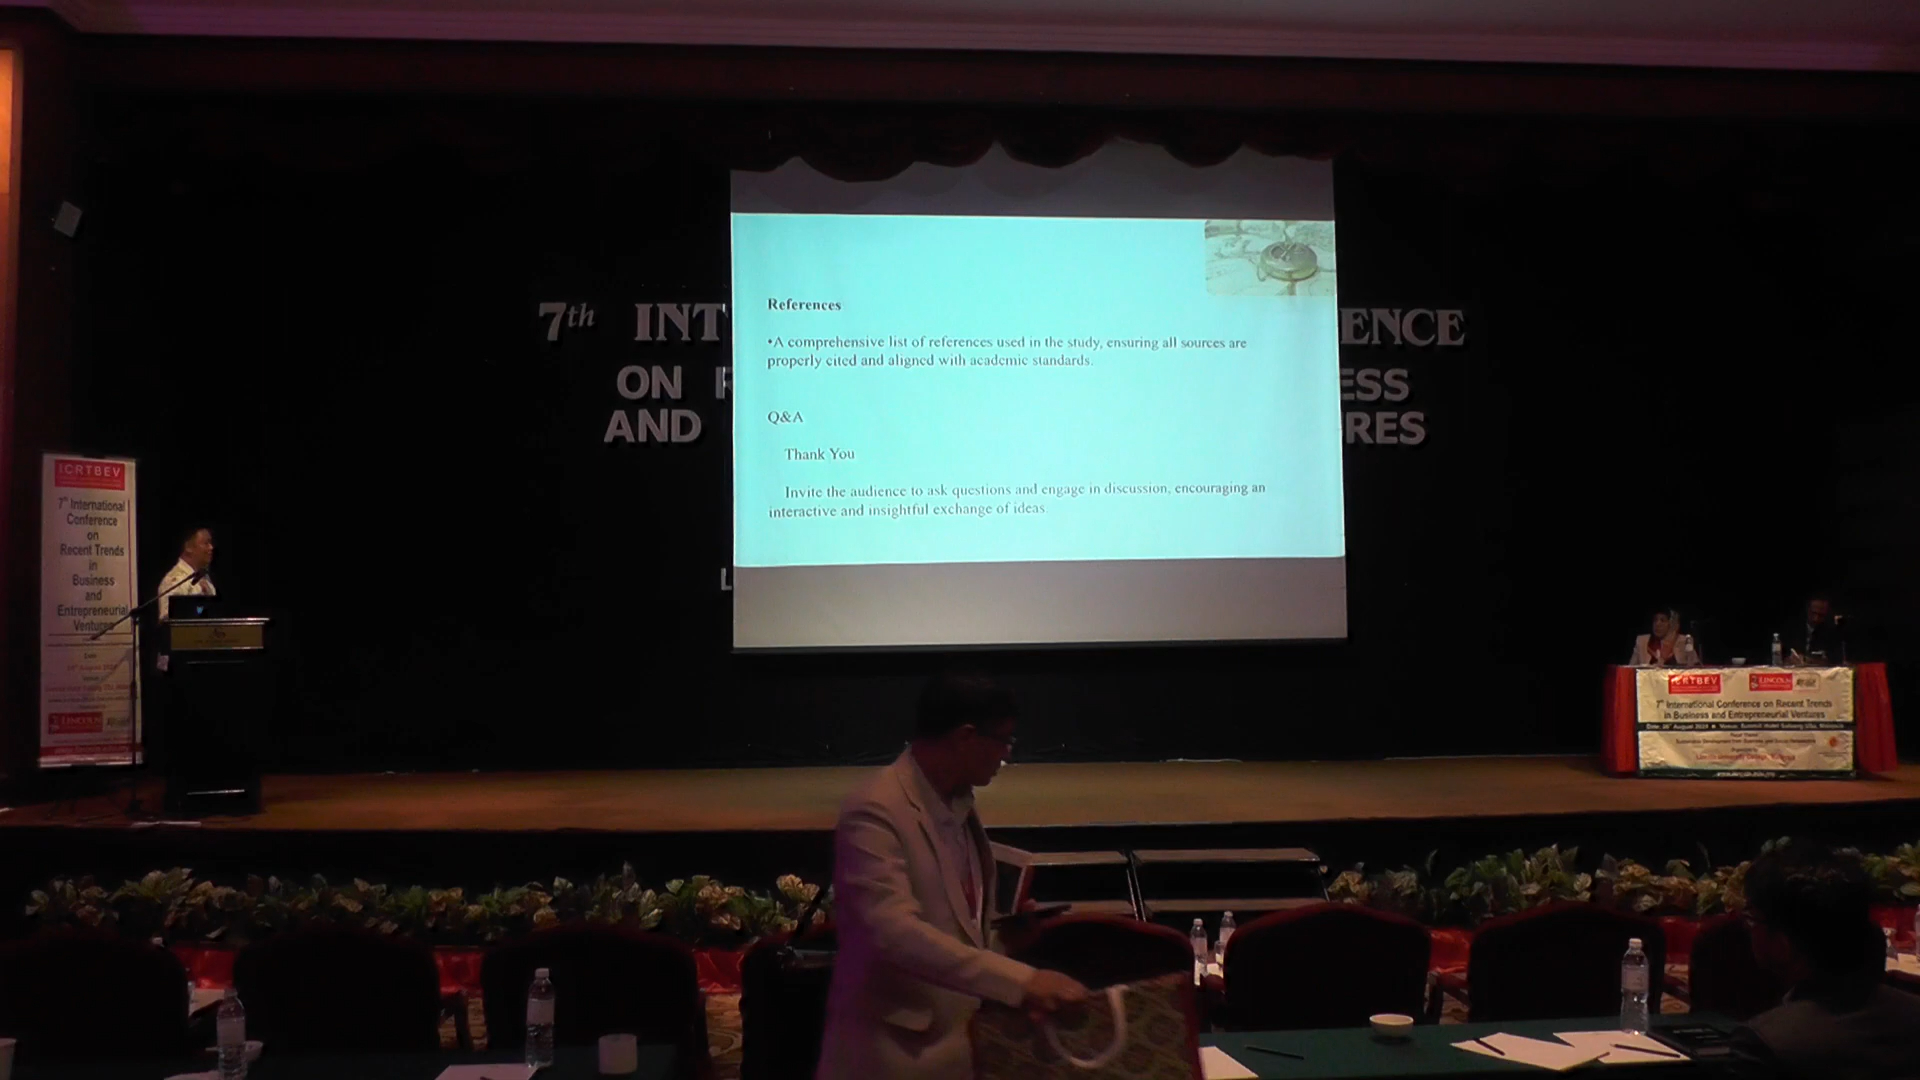 7th INT ENCE
ON ESS
AND RES
References
•A comprehensive list of references used in the study, ensuring all sources are
properly cited and aligned with academic standards.
Q&A
Thank You
Invite the audience to ask questions and engage in discussion, encouraging an
interactive and insightful exchange of ideas.
ICRTBEV
7th International
Conference
on
Recent Trends
in
Business
and
Entrepreneurial
Ventures
LINCOLN
ICRTBEV
LINCOLN
7th International Conference on Recent Trends
in Business and Entrepreneurial Ventures